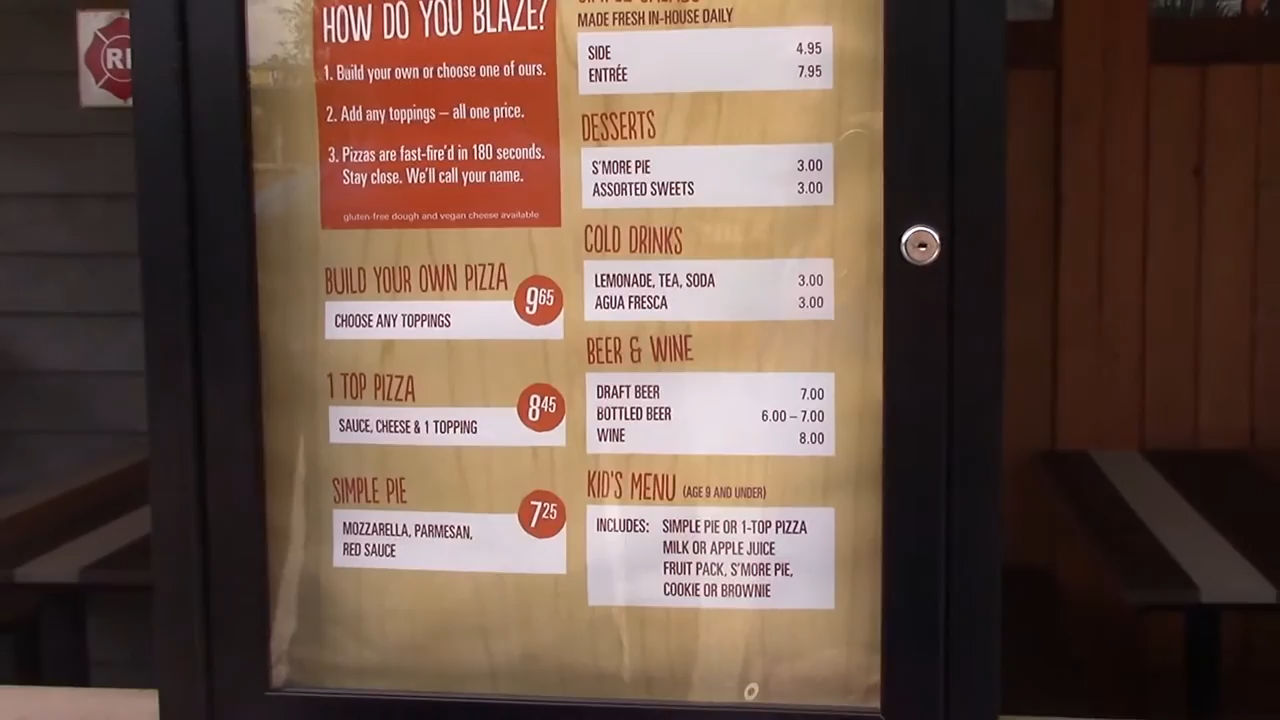 RE
HOW DO YOU BLAZE?
1. Build your own or choose one of ours.
2. Add any toppings – all one price.
3. Pizzas are fast-fire'd in 180 seconds.
Stay close. We'll call your name.
gluten-free dough and vegan cheese available
BUILD YOUR OWN PIZZA
9 65
CHOOSE ANY TOPPINGS
1 TOP PIZZA
8 45
SAUCE, CHEESE & 1 TOPPING
SIMPLE PIE
7 25
MOZZARELLA, PARMESAN,
RED SAUCE
MADE FRESH IN-HOUSE DAILY
SIDE 4.95
ENTRÉE 7.95
DESSERTS
S'MORE PIE 3.00
ASSORTED SWEETS 3.00
COLD DRINKS
LEMONADE, TEA, SODA 3.00
AGUA FRESCA 3.00
BEER & WINE
DRAFT BEER 7.00
BOTTLED BEER 6.00 – 7.00
WINE 8.00
KID'S MENU (AGE 9 AND UNDER)
INCLUDES: SIMPLE PIE OR 1-TOP PIZZA
MILK OR APPLE JUICE
FRUIT PACK, S'MORE PIE,
COOKIE OR BROWNIE